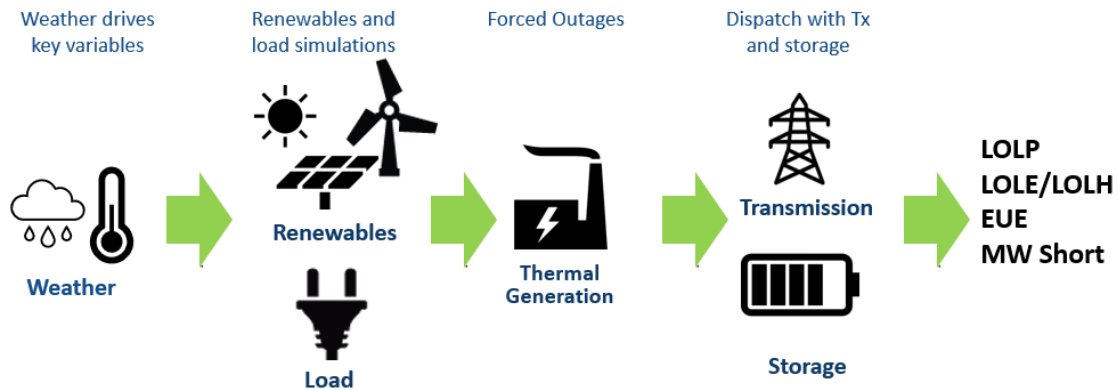 Weather drives
key variables
Renewables and
load simulations
Forced Outages
Dispatch with Tx
and storage
Weather
Renewables
Load
Thermal
Generation
Transmission
Storage
LOLP
LOLE/LOLH
EUE
MW Short